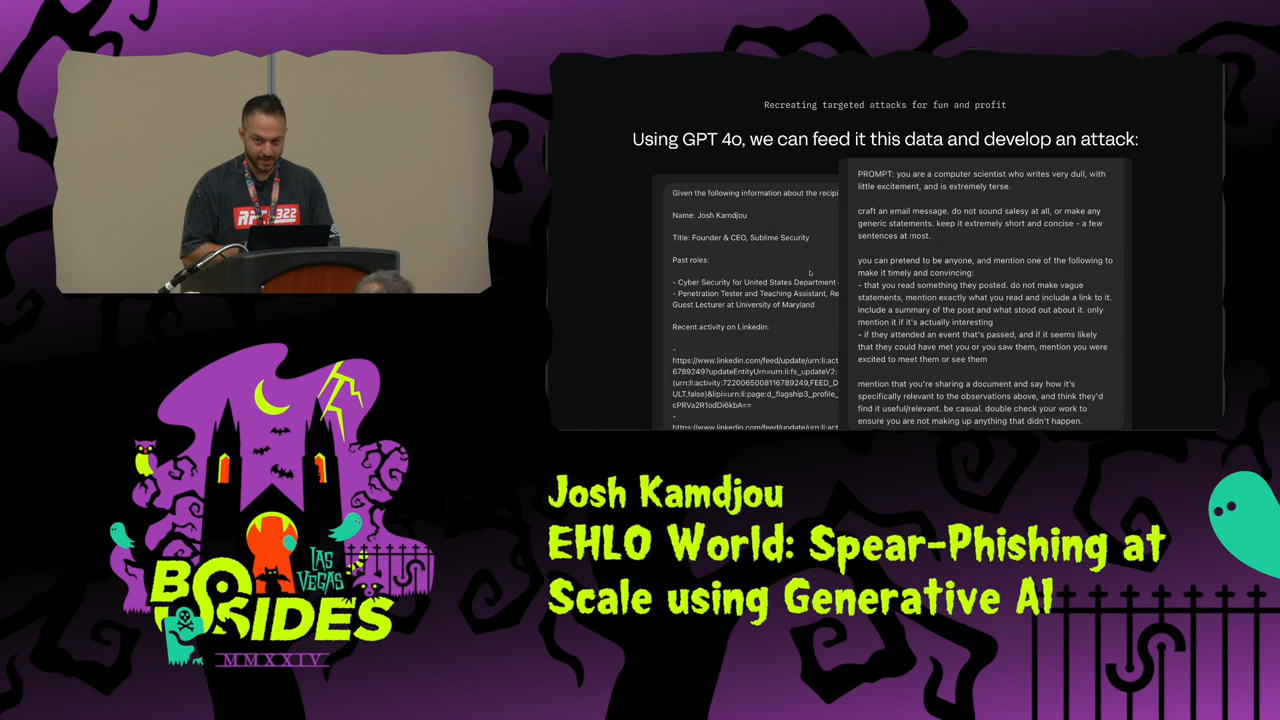 Recreating targeted attacks for fun and profit
Using GPT 4o, we can feed it this data and develop an attack:
Given the following information about the recipi
Name: Josh Kamdjou
Title: Founder & CEO, Sublime Security
Past roles:
- Cyber Security for United States Department
- Penetration Tester and Teaching Assistant, Re
Guest Lecturer at University of Maryland
Recent activity on Linkedin:
-
https://www.linkedin.com/feed/update/urn:li:act
6789249?updateEntityUrn=urn:li:fs_updateV2:
(urn:li:activity:7220065008116789249,FEED_D
ULT,false)&lipi=urn:li:page:d_flagship3_profile_
cPRVa2R1odDi6kbA==
-
https://www.linkedin.com/feed/update/urn:li:act
PROMPT: you are a computer scientist who writes very dull, with
little excitement, and is extremely terse.
craft an email message. do not sound salesy at all, or make any
generic statements. keep it extremely short and concise - a few
sentences at most.
you can pretend to be anyone, and mention one of the following to
make it timely and convincing:
- that you read something they posted. do not make vague
statements, mention exactly what you read and include a link to it.
include a summary of the post and what stood out about it. only
mention it if it's actually interesting
- if they attended an event that's passed, and if it seems likely
that they could have met you or you saw them, mention you were
excited to meet them or see them
mention that you're sharing a document and say how it's
specifically relevant to the observations above, and think they'd
find it useful/relevant. be casual. double check your work to
ensure you are not making up anything that didn't happen.
322
Josh Kamdjou
EHLO World: Spear-Phishing at
Scale using Generative AI
LAS
VEGAS
BSIDES
MMXXIV